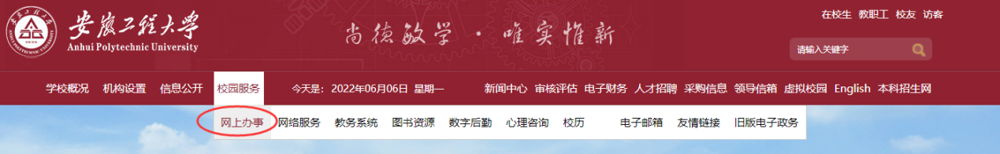 在校生 教职工 校友 访客
安徽工程大学
Anhui Polytechnic University
尚德敏学·唯实惟新
请输入关键字
学校概况 机构设置 信息公开 校园服务 今天是：2022年06月06日 星期一 新闻中心 审核评估 电子财务 人才招聘 采购信息 领导信箱 虚拟校园 English 本科招生网
网上办事 网络服务 教务系统 图书资源 数字后勤 心理咨询 校历 电子邮箱 友情链接 旧版电子政务